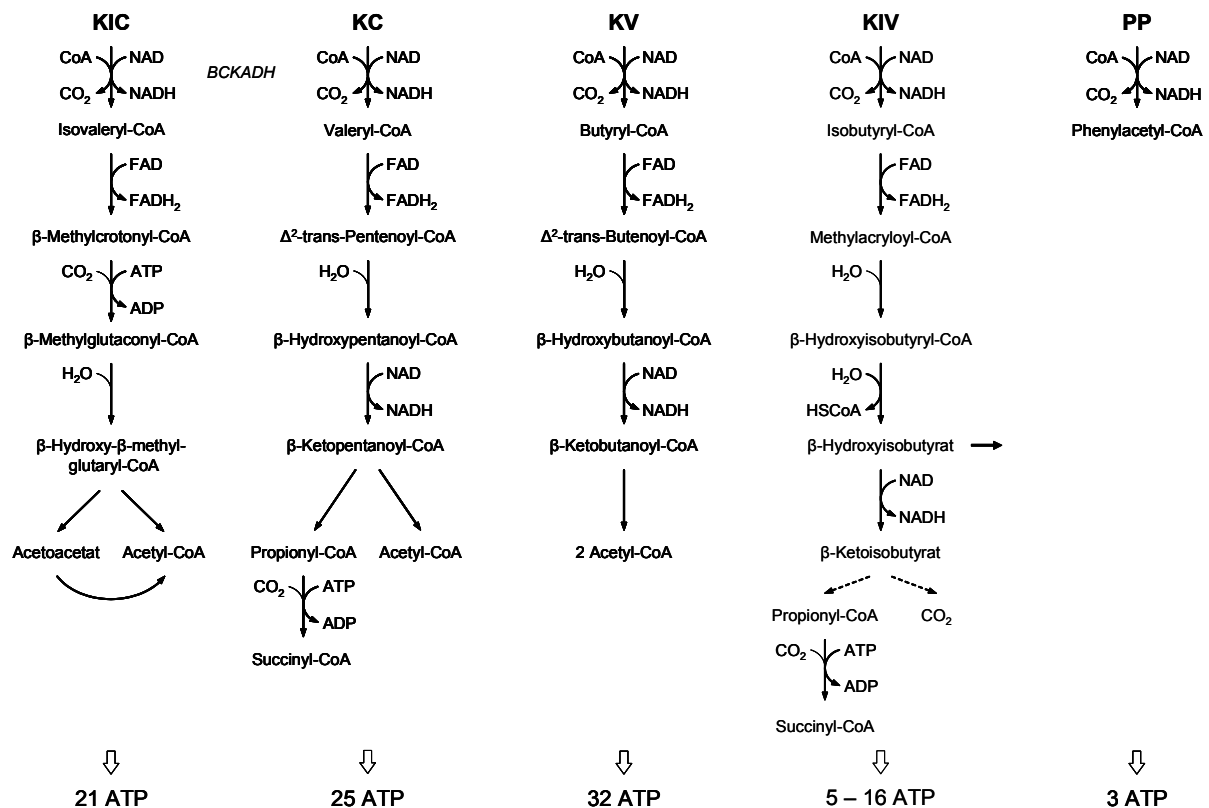 KIC KC KV KIV PP
CoA NAD BCKADH CoA NAD CoA NAD CoA NAD CoA NAD
CO₂ NADH CO₂ NADH CO₂ NADH CO₂ NADH CO₂ NADH
Isovaleryl-CoA Valeryl-CoA Butyryl-CoA Isobutyryl-CoA Phenylacetyl-CoA
FAD FAD FAD FAD
FADH₂ FADH₂ FADH₂ FADH₂
β-Methylcrotonyl-CoA Δ²-trans-Pentenoyl-CoA Δ²-trans-Butenoyl-CoA Methylacryloyl-CoA
CO₂ ATP H₂O H₂O H₂O
ADP
β-Methylglutaconyl-CoA β-Hydroxypentanoyl-CoA β-Hydroxybutanoyl-CoA β-Hydroxyisobutyryl-CoA
H₂O NAD NAD H₂O
NADH NADH HSCoA
β-Hydroxy-β-methyl- β-Ketopentanoyl-CoA β-Ketobutanoyl-CoA β-Hydroxyisobutyrat
glutaryl-CoA
NAD
NADH
Acetoacetat Acetyl-CoA Propionyl-CoA Acetyl-CoA 2 Acetyl-CoA β-Ketoisobutyrat
CO₂ ATP
ADP Propionyl-CoA CO₂
Succinyl-CoA CO₂ ATP
ADP
Succinyl-CoA
21 ATP 25 ATP 32 ATP 5 – 16 ATP 3 ATP